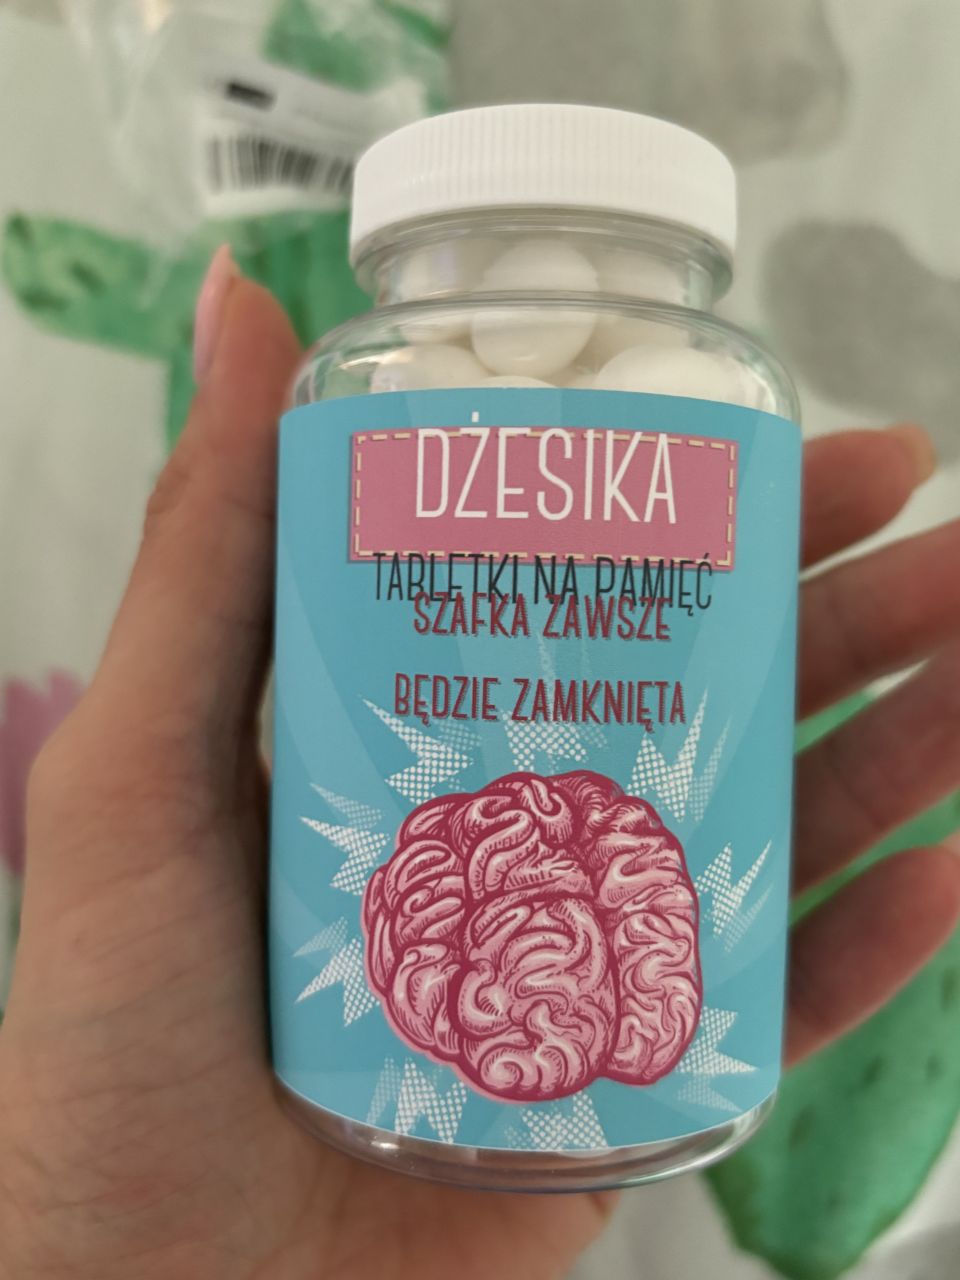 DŻESIKA
TABLETKI NA PAMIĘĆ
SZAFKA ZAWSZE
BĘDZIE ZAMKNIĘTA